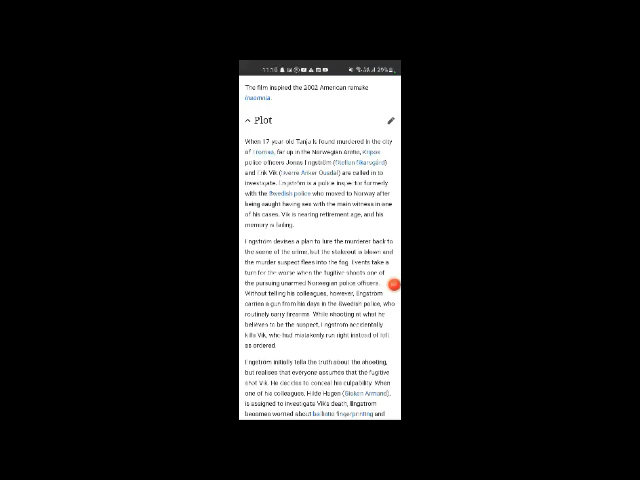 11:18
29%
The film inspired the 2002 American remake
Insomnia.
Plot
When 17-year-old Tanja is found murdered in the city
of Tromsø, far up in the Norwegian Arctic, Kripos
police officers Jonas Engström (Stellan Skarsgård)
and Erik Vik (Sverre Anker Ousdal) are called in to
investigate. Engström is a police inspector formerly
with the Swedish police who moved to Norway after
being caught having sex with the main witness in one
of his cases. Vik is nearing retirement age, and his
memory is failing.
Engström devises a plan to lure the murderer back to
the scene of the crime, but the stakeout is blown and
the murder suspect flees into the fog. Events take a
turn for the worse when the fugitive shoots one of
the pursuing unarmed Norwegian police officers.
Without telling his colleagues, however, Engström
carries a gun from his days in the Swedish police, who
routinely carry firearms. While shooting at what he
believes to be the suspect, Engström accidentally
kills Vik, who had mistakenly run right instead of left
as ordered.
Engström initially tells the truth about the shooting,
but realises that everyone assumes that the fugitive
shot Vik. He decides to conceal his culpability. When
one of his colleagues, Hilde Hagen (Gisken Armand),
is assigned to investigate Vik's death, Engström
becomes worried about ballistic fingerprinting and